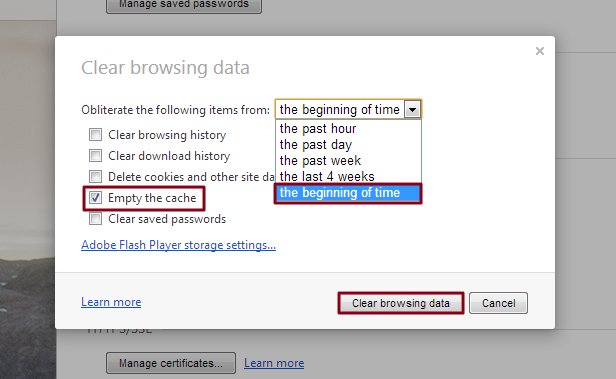 Manage saved passwords
Clear browsing data
Obliterate the following items from: the beginning of time
the past hour
the past day
the past week
the last 4 weeks
the beginning of time
Clear browsing history
Clear download history
Delete cookies and other site da
Empty the cache
Clear saved passwords
Adobe Flash Player storage settings...
Learn more
Clear browsing data
Cancel
HTTPS/SSL
Manage certificates...
Learn more